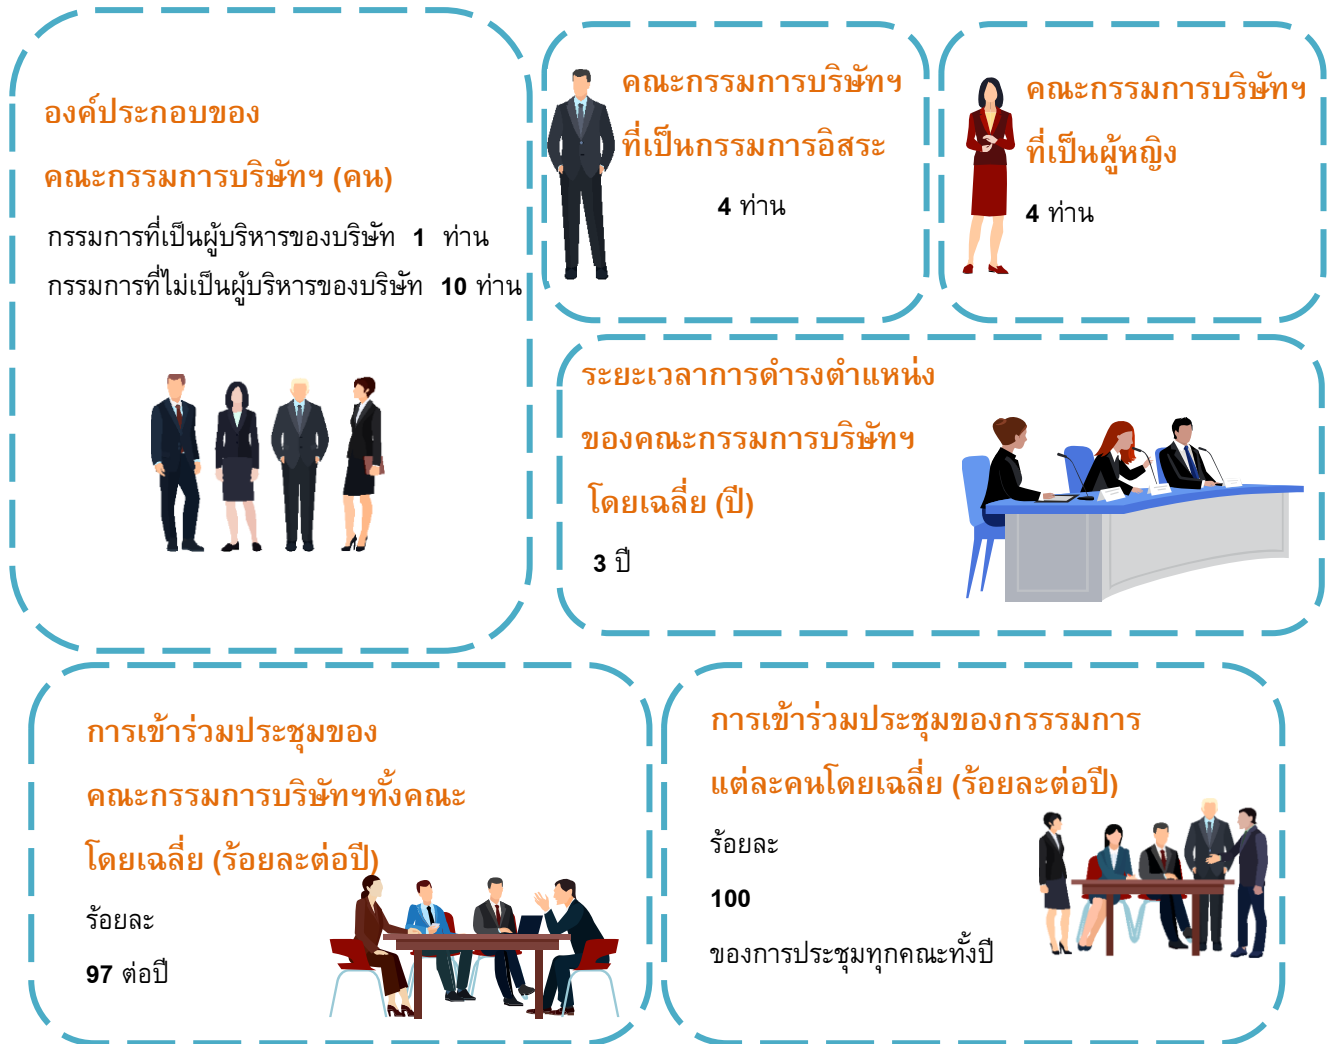 องค์ประกอบของ
คณะกรรมการบริษัทฯ (คน)
กรรมการที่เป็นผู้บริหารของบริษัท 1 ท่าน
กรรมการที่ไม่เป็นผู้บริหารของบริษัท 10 ท่าน
คณะกรรมการบริษัทฯ
ที่เป็นกรรมการอิสระ
4 ท่าน
คณะกรรมการบริษัทฯ
ที่เป็นผู้หญิง
4 ท่าน
ระยะเวลาการดำรงตำแหน่ง
ของคณะกรรมการบริษัทฯ
โดยเฉลี่ย (ปี)
3 ปี
การเข้าร่วมประชุมของ
คณะกรรมการบริษัทฯทั้งคณะ
โดยเฉลี่ย (ร้อยละต่อปี)
ร้อยละ
97 ต่อปี
การเข้าร่วมประชุมของกรรรมการ
แต่ละคนโดยเฉลี่ย (ร้อยละต่อปี)
ร้อยละ
100
ของการประชุมทุกคณะทั้งปี